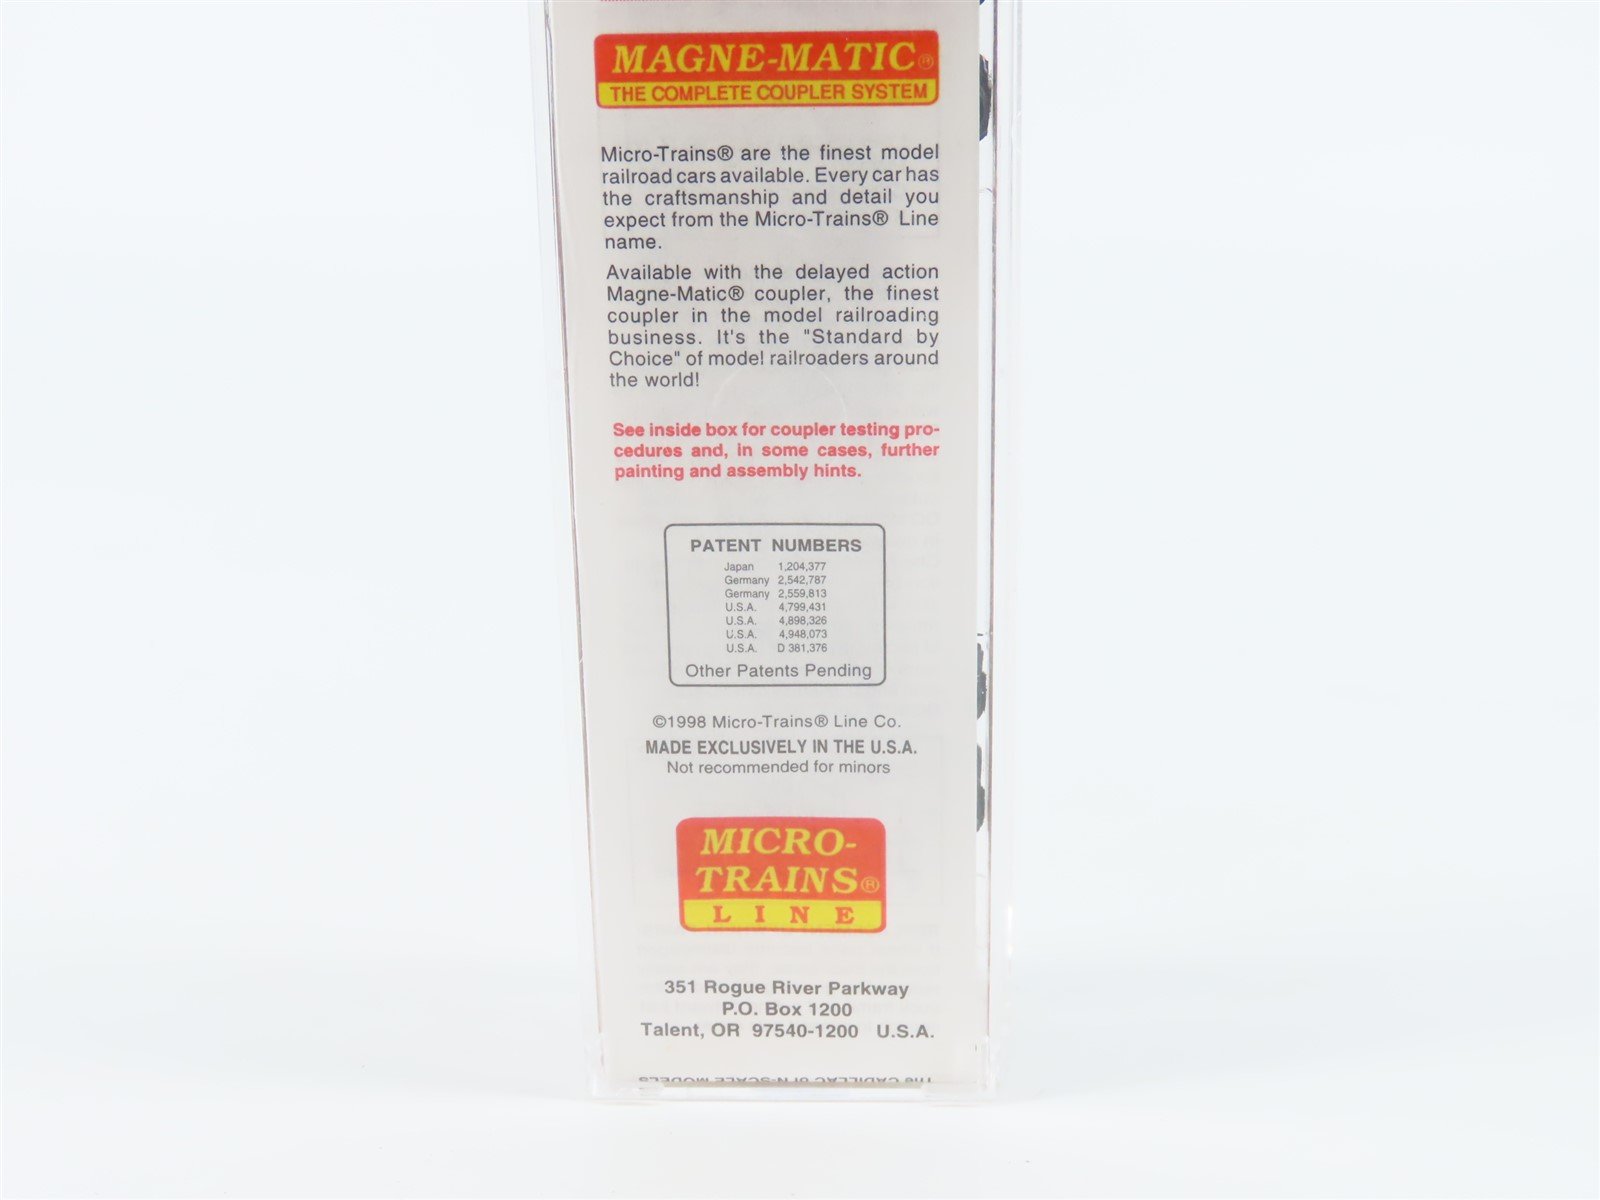 MAGNE-MATIC®
THE COMPLETE COUPLER SYSTEM
Micro-Trains® are the finest model
railroad cars available. Every car has
the craftsmanship and detail you
expect from the Micro-Trains® Line
name.
Available with the delayed action
Magne-Matic® coupler, the finest
coupler in the model railroading
business. It's the "Standard by
Choice" of model railroaders around
the world!
See inside box for coupler testing pro-
cedures and, in some cases, further
painting and assembly hints.
PATENT NUMBERS
Japan 1,204,377
Germany 2,542,787
Germany 2,559,813
U.S.A. 4,799,431
U.S.A. 4,898,326
U.S.A. 4,948,073
U.S.A. D 381,376
Other Patents Pending
©1998 Micro-Trains® Line Co.
MADE EXCLUSIVELY IN THE U.S.A.
Not recommended for minors
MICRO-
TRAINS®
LINE
351 Rogue River Parkway
P.O. Box 1200
Talent, OR 97540-1200 U.S.A.
The CADILLAC of N-SCALE MODELS